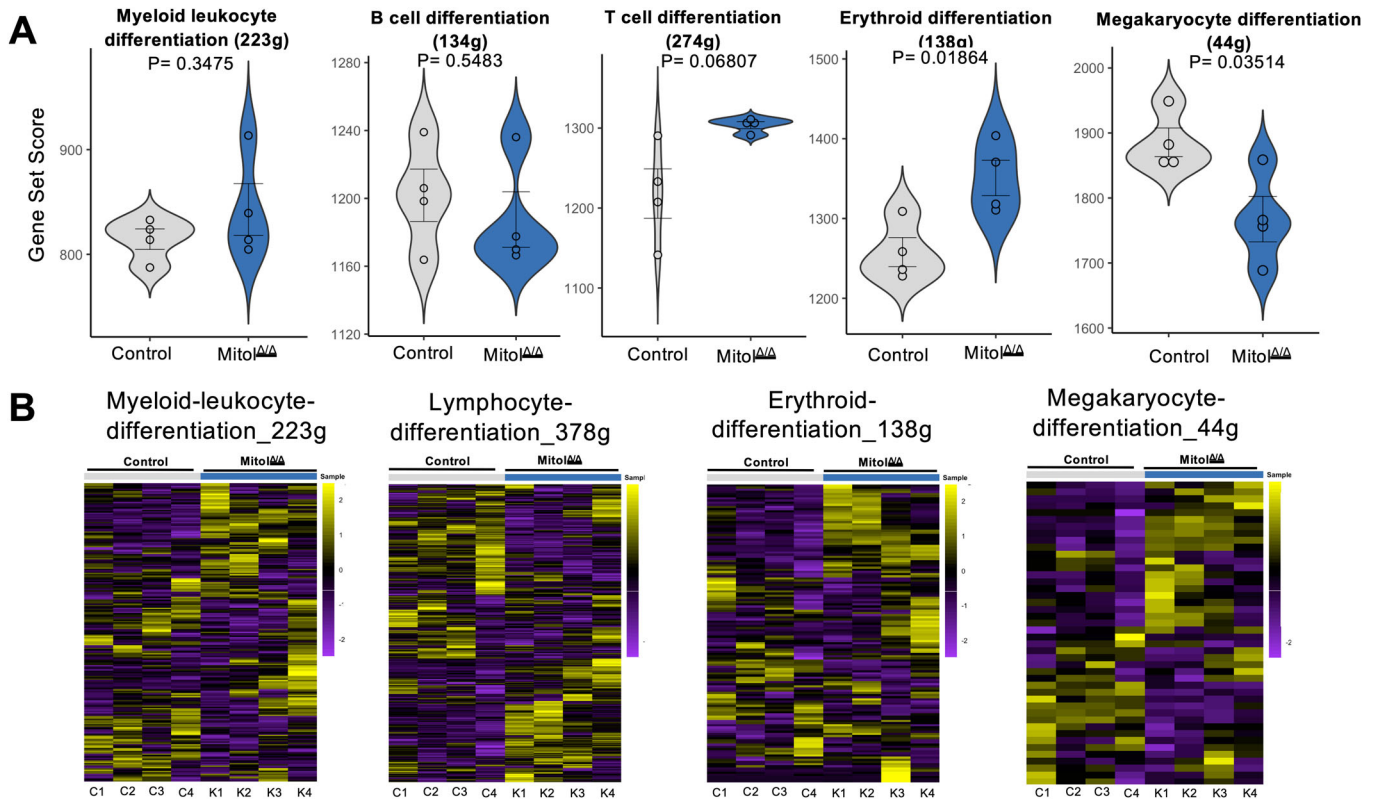 A
Myeloid leukocyte
differentiation (223g)
P= 0.3475
B cell differentiation
(134g)
P= 0.5483
T cell differentiation
(274g)
P= 0.06807
Erythroid differentiation
(138g)
P= 0.01864
Megakaryocyte differentiation
(44g)
P= 0.03514
Gene Set Score
900
800
1280
1240
1200
1160
1120
1300
1200
1100
1500
1400
1300
1200
2000
1900
1800
1700
1600
Control MitolΔ/Δ
Control MitolΔ/Δ
Control MitolΔ/Δ
Control MitolΔ/Δ
Control MitolΔ/Δ
B
Myeloid-leukocyte-
differentiation_223g
Control MitolΔ/Δ
Sample
2
1
0
-1
-2
C1 C2 C3 C4 K1 K2 K3 K4
Lymphocyte-
differentiation_378g
Control MitolΔ/Δ
Sample
C1 C2 C3 C4 K1 K2 K3 K4
Erythroid-
differentiation_138g
Control MitolΔ/Δ
Sample
2
1
0
-1
-2
C1 C2 C3 C4 K1 K2 K3 K4
Megakaryocyte-
differentiation_44g
Control MitolΔ/Δ
Sample
-2
C1 C2 C3 C4 K1 K2 K3 K4